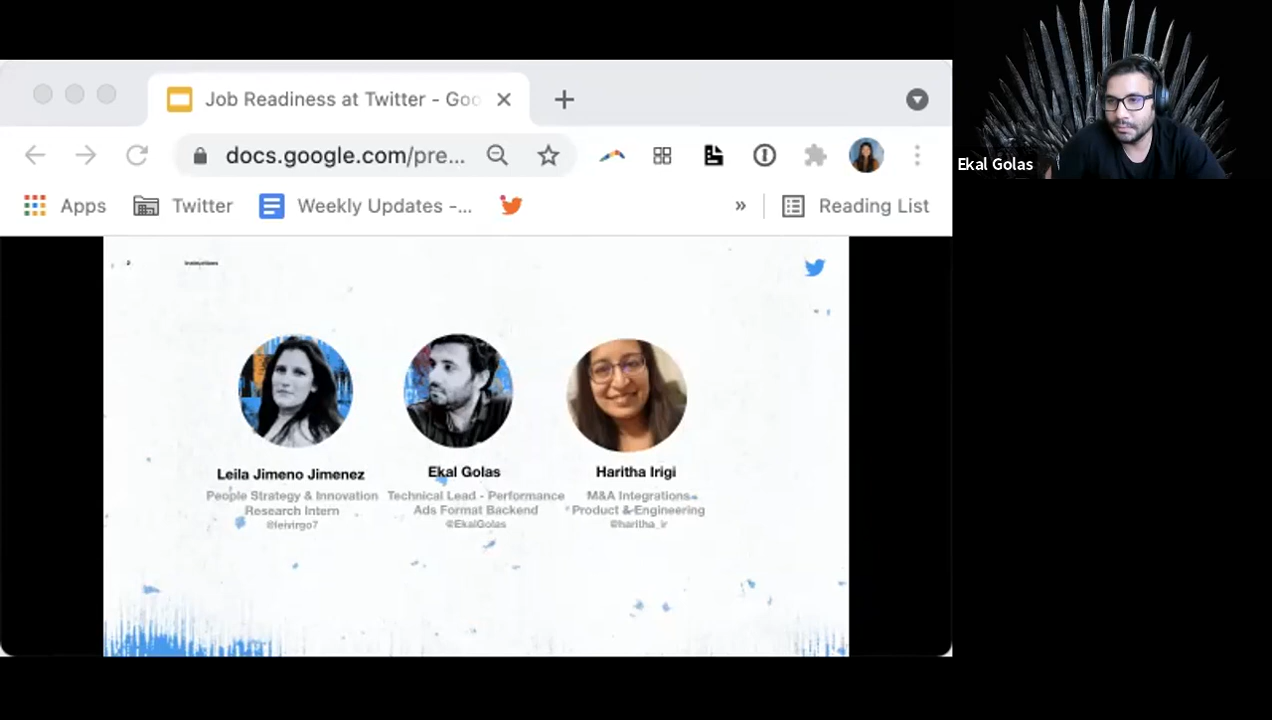 Job Readiness at Twitter - Goo
docs.google.com/pre...
Apps
Twitter
Weekly Updates -...
»
Reading List
Ekal Golas
2
Leila Jimeno Jimenez
People Strategy & Innovation
Research Intern
@leivirgo7
Ekal Golas
Technical Lead - Performance
Ads Format Backend
@EkalGolas
Haritha Irigi
M&A Integrations
Product & Engineering
@haritha_ir